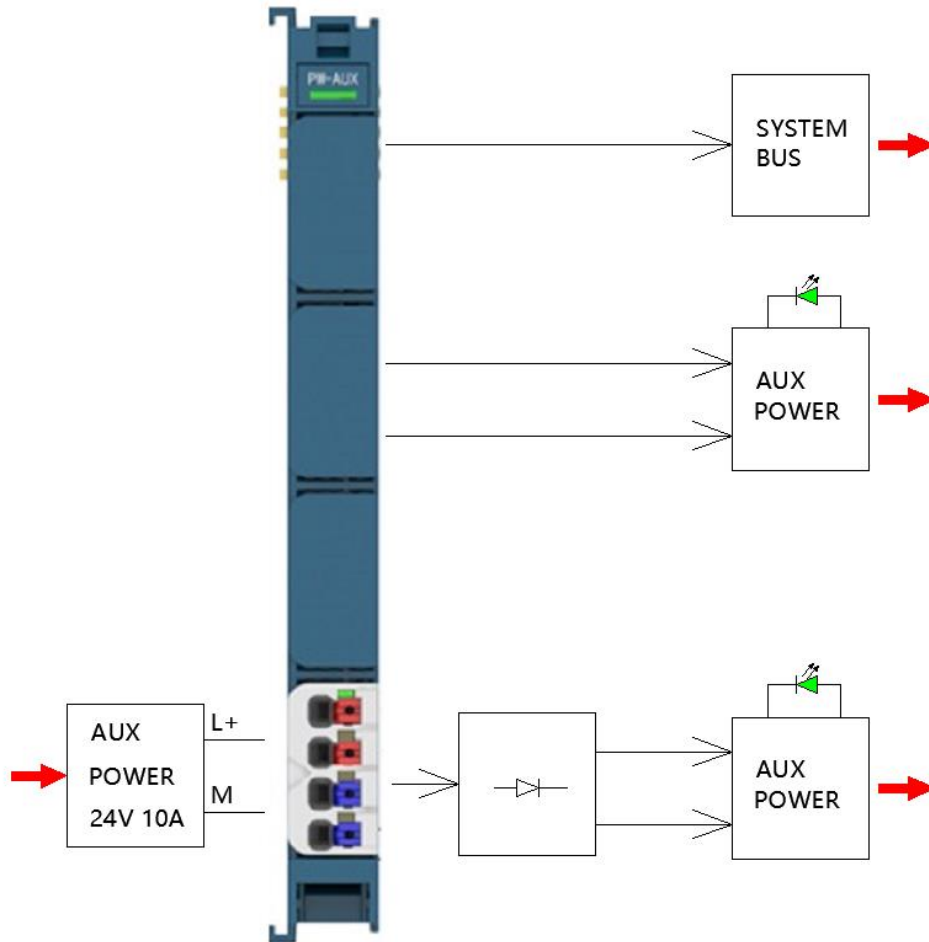 PW-AUX
SYSTEM
BUS
AUX
POWER
L+
AUX
POWER
24V 10A
M
AUX
POWER